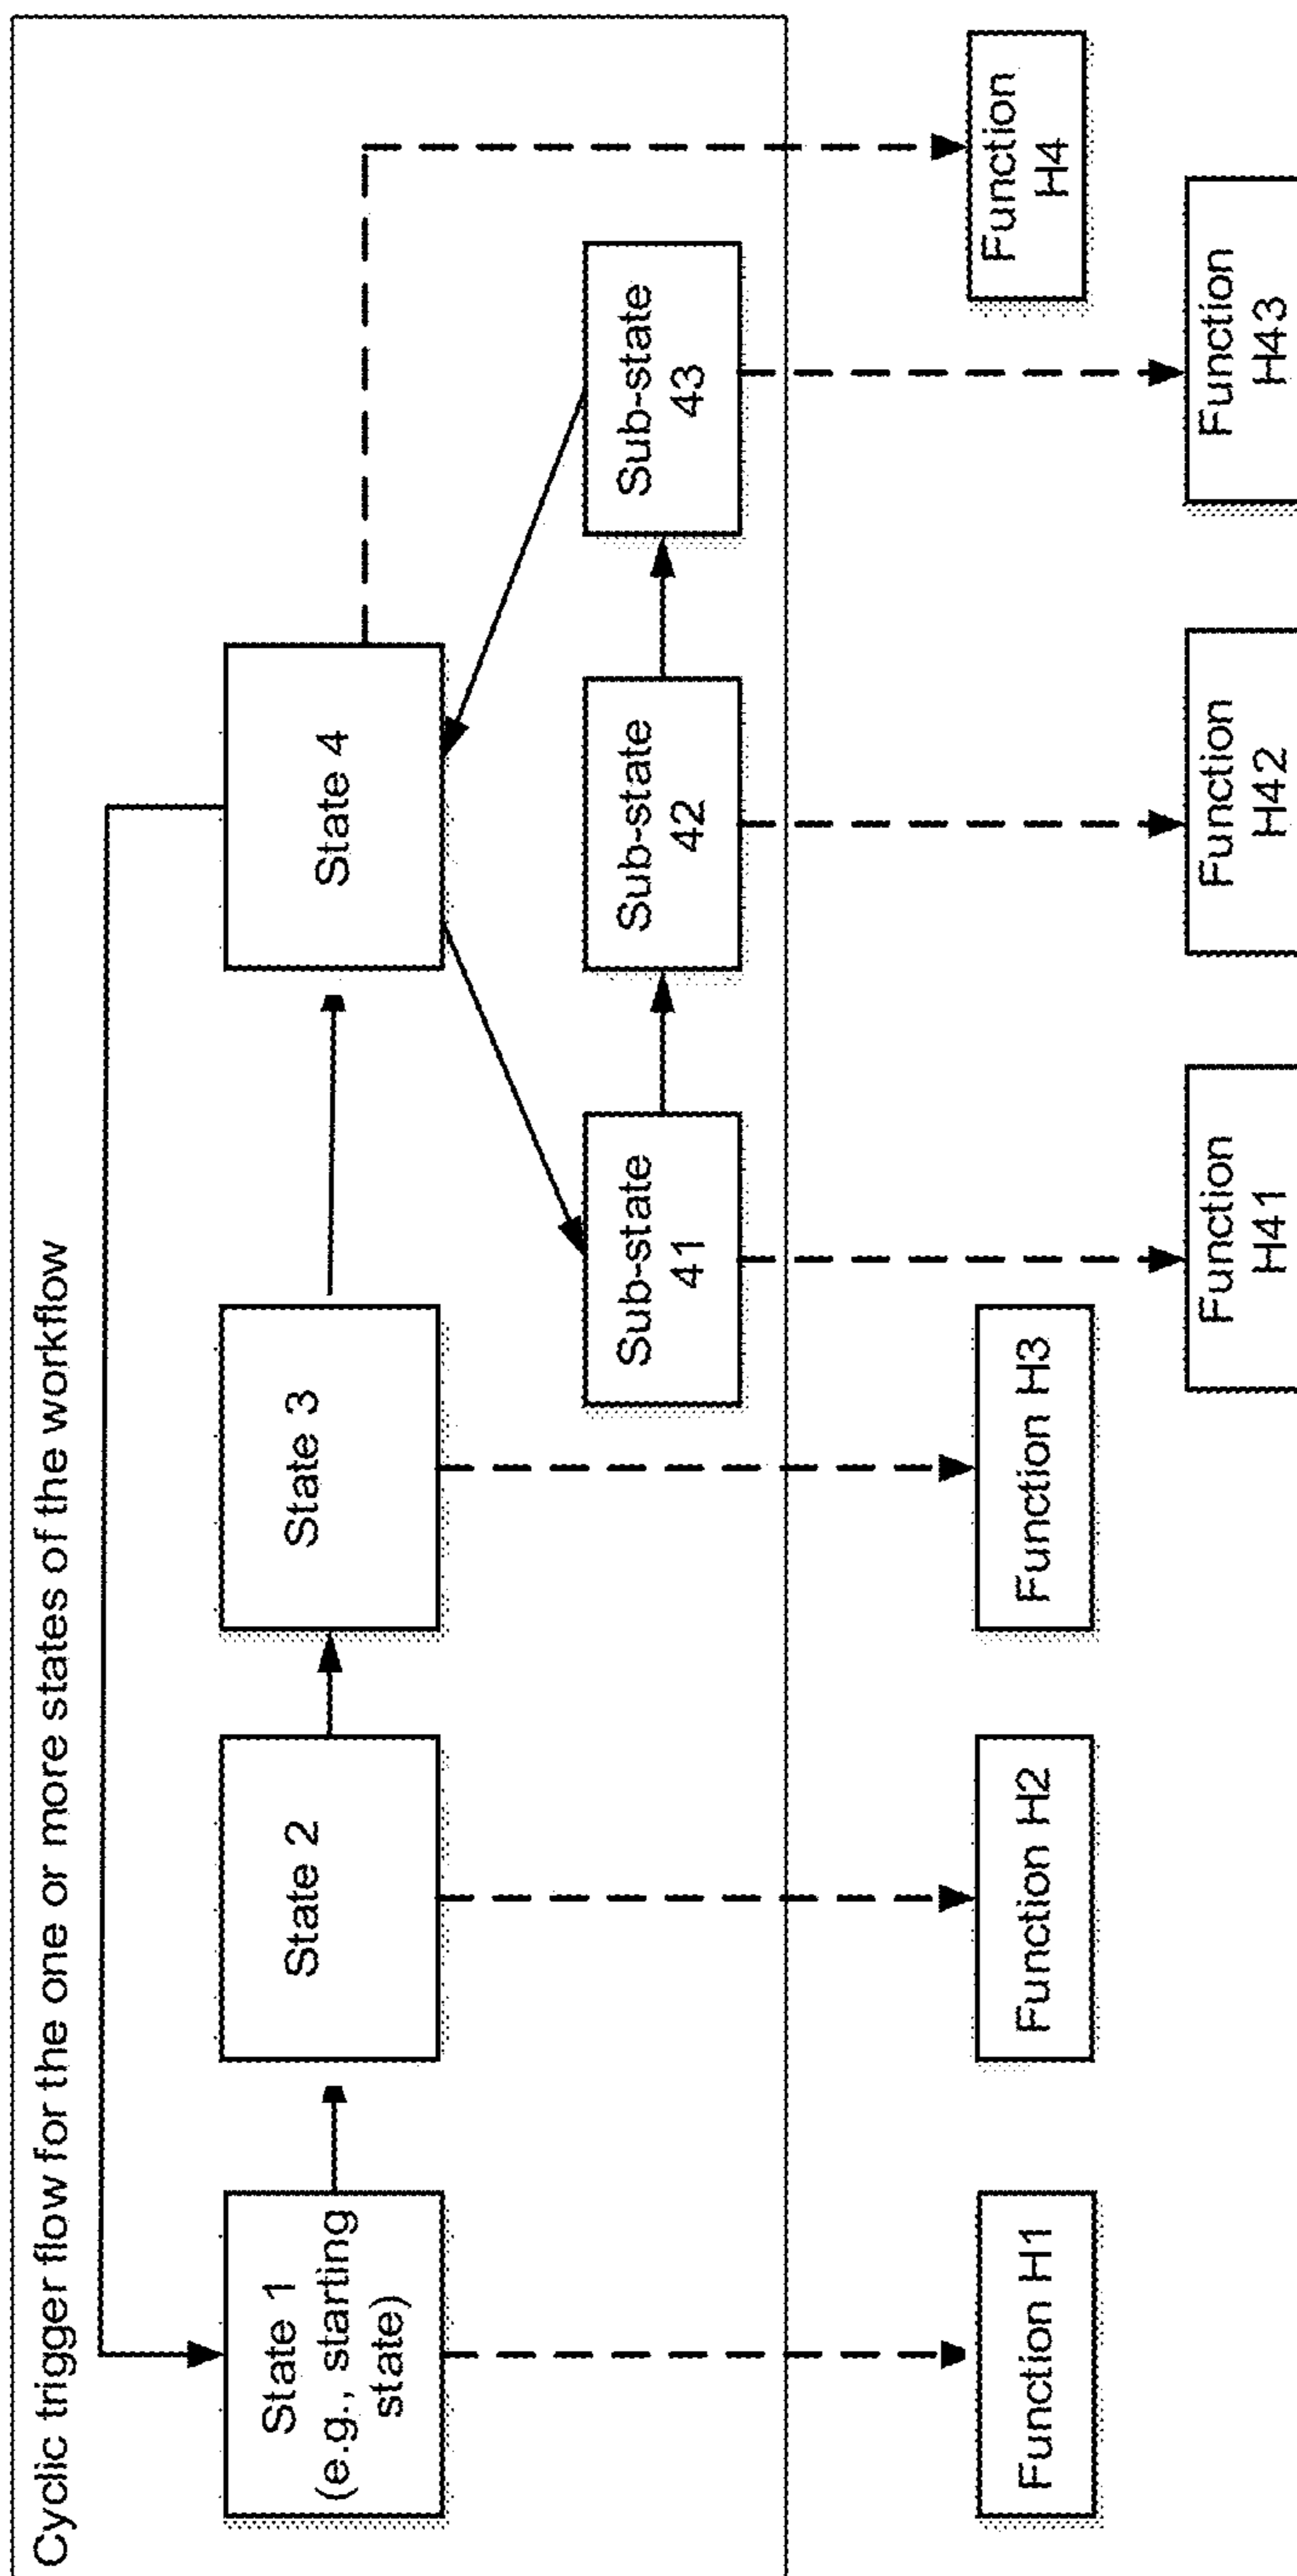 Cyclic trigger flow for the one or more states of the workflow
State 1
(e.g., starting
state)
State 2
State 3
State 4
Sub-state
41
Sub-state
42
Sub-state
43
Function H1
Function H2
Function H3
Function
H4
Function
H41
Function
H42
Function
H43